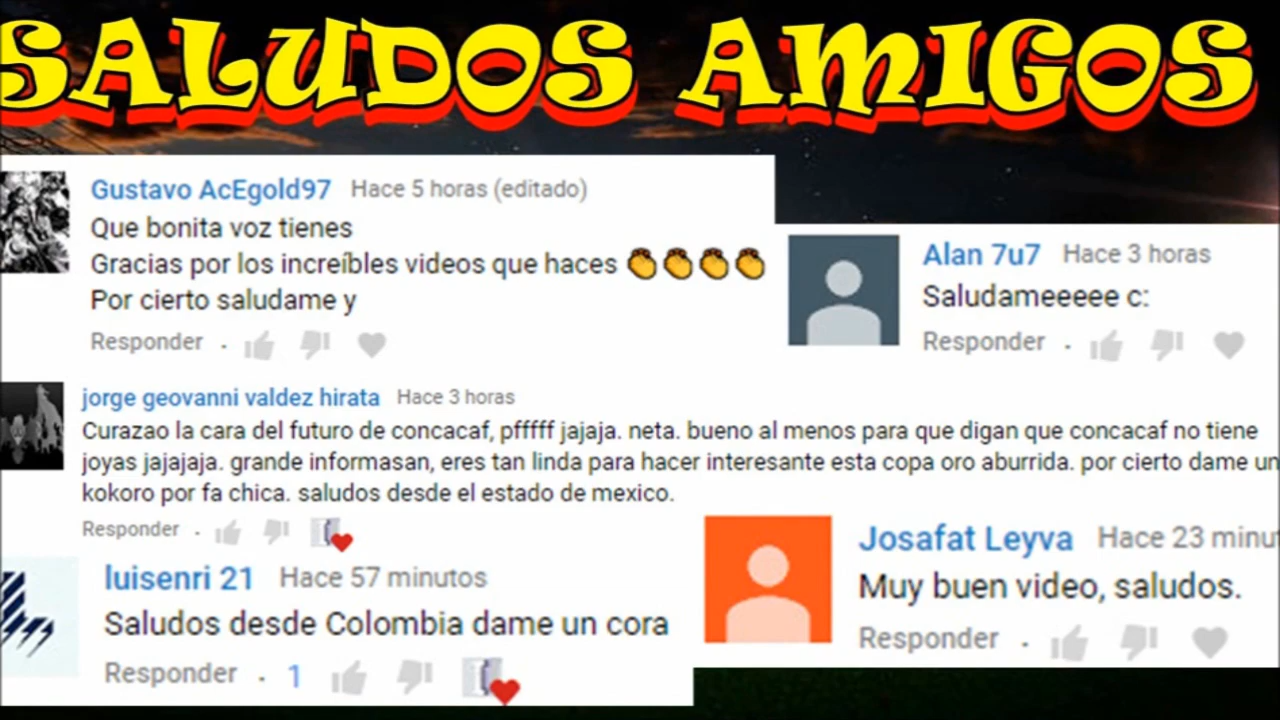 SALUDOS AMIGOS
Gustavo AcEgold97 Hace 5 horas (editado)
Que bonita voz tienes
Gracias por los increíbles videos que haces 👏👏👏👏
Por cierto saludame y
Responder
Alan 7u7 Hace 3 horas
Saludameeeee c:
Responder
jorge geovanni valdez hirata Hace 3 horas
Curazao la cara del futuro de concacaf, pfffff jajaja. neta. bueno al menos para que digan que concacaf no tiene
joyas jajajaja. grande informasan, eres tan linda para hacer interesante esta copa oro aburrida. por cierto dame un
kokoro por fa chica. saludos desde el estado de mexico.
Responder
luisenri 21 Hace 57 minutos
Saludos desde Colombia dame un cora
Responder 1
Josafat Leyva Hace 23 minu
Muy buen video, saludos.
Responder